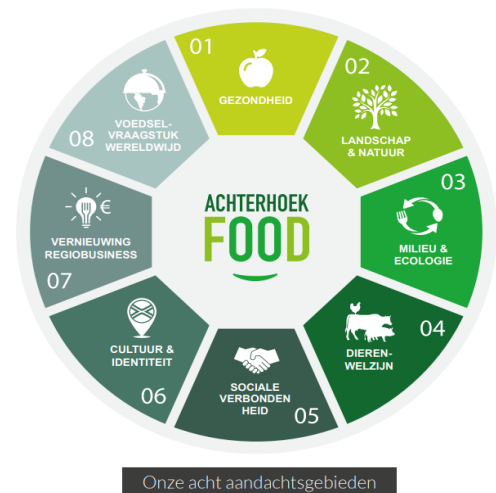 01
GEZONDHEID
02
LANDSCHAP
& NATUUR
03
MILIEU &
ECOLOGIE
04
DIEREN-
WELZIJN
SOCIALE
VERBONDEN
HEID
05
CULTUUR &
IDENTITEIT
06
€
VERNIEUWING
REGIOBUSINESS
07
VOEDSEL-
VRAAGSTUK
WERELDWIJD
08
ACHTERHOEK
FOOD
Onze acht aandachtsgebieden